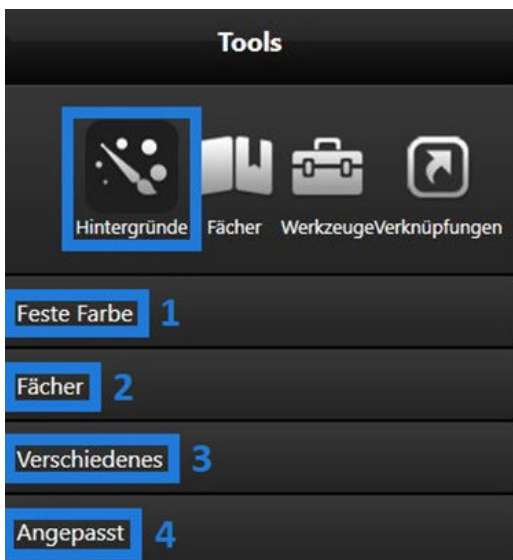 Tools
Hintergründe Fächer Werkzeuge Verknüpfungen
Feste Farbe 1
Fächer 2
Verschiedenes 3
Angepasst 4